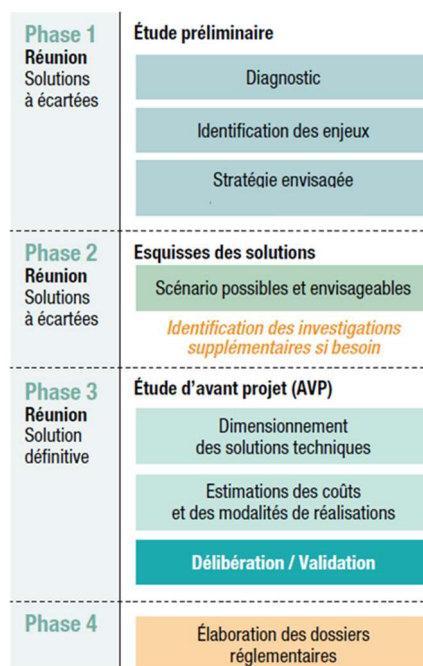 Phase 1
Réunion
Solutions
à écartées
Étude préliminaire
Diagnostic
Identification des enjeux
Stratégie envisagée
Phase 2
Réunion
Solutions
à écartées
Esquisses des solutions
Scénario possibles et envisageables
Identification des investigations
supplémentaires si besoin
Phase 3
Réunion
Solution
définitive
Étude d'avant projet (AVP)
Dimensionnement
des solutions techniques
Estimations des coûts
et des modalités de réalisations
Délibération / Validation
Phase 4
Élaboration des dossiers
réglementaires